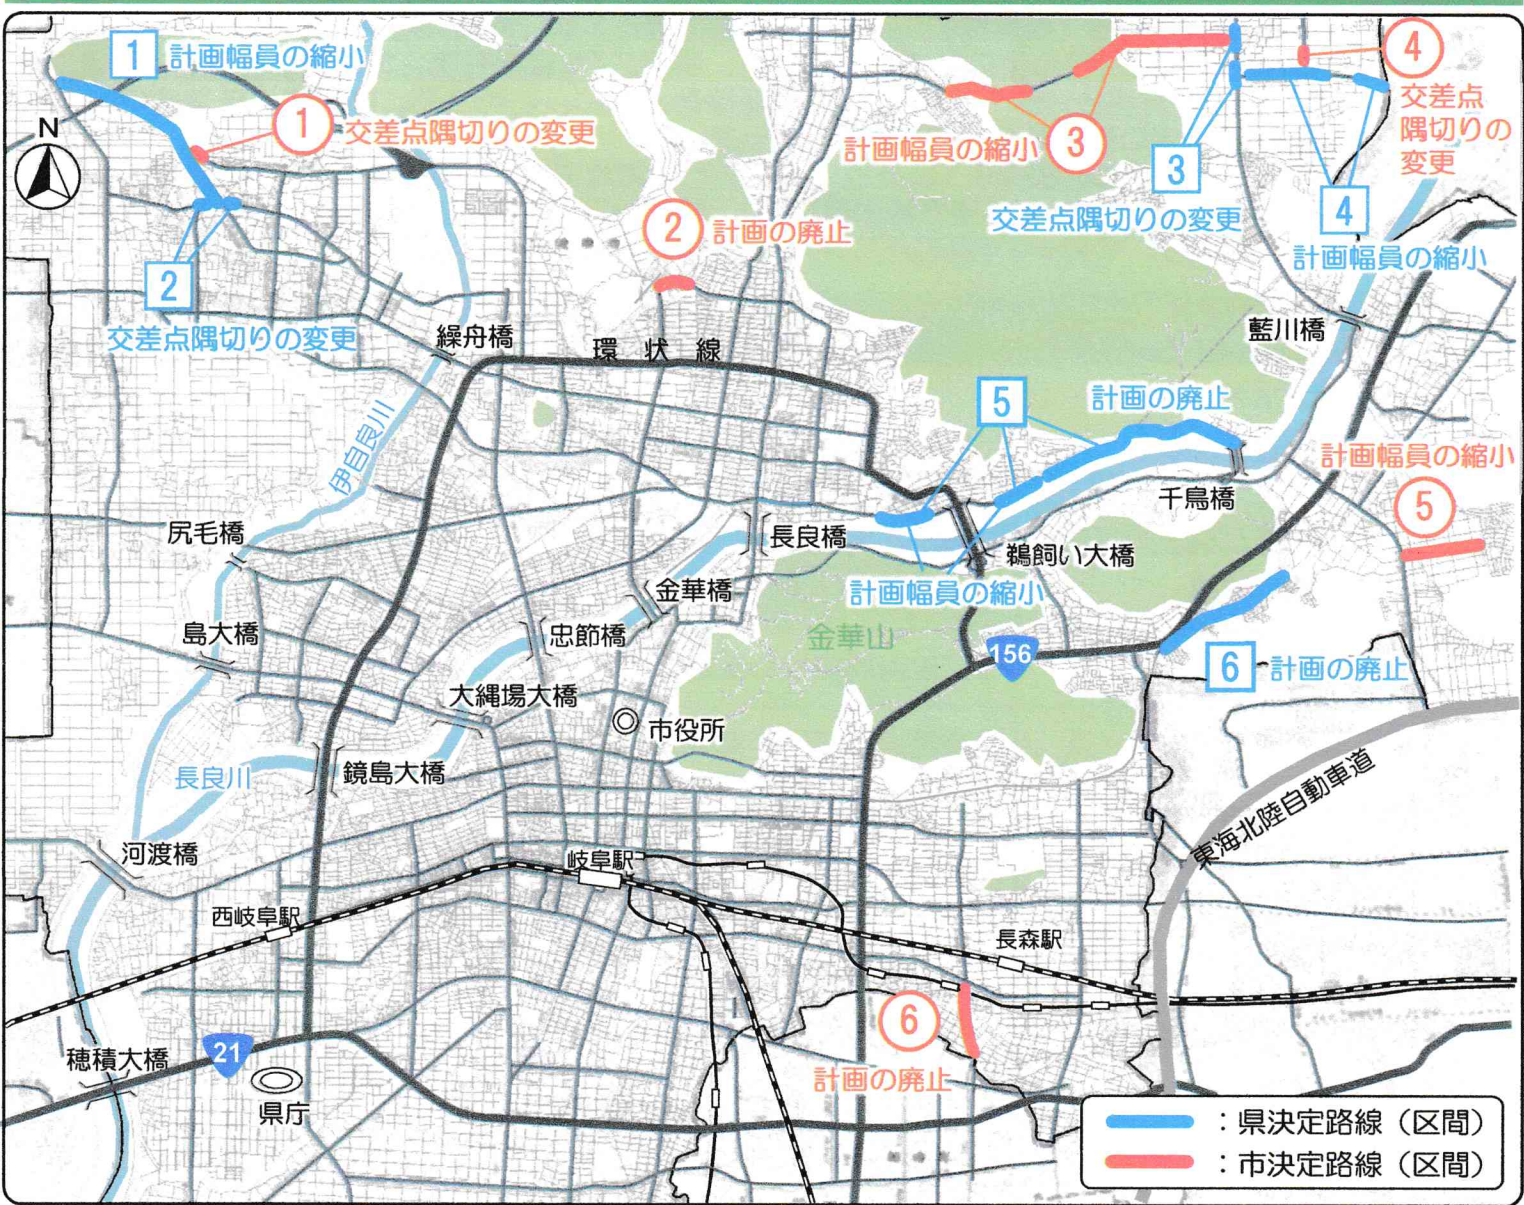 1 計画幅員の縮小
1 交差点隅切りの変更
N
2
交差点隅切りの変更
2 計画の廃止
計画幅員の縮小 3
3
交差点隅切りの変更
4
交差点
隅切りの
変更
4
計画幅員の縮小
繰舟橋
環状線
藍川橋
伊自良川
5
計画の廃止
計画幅員の縮小
5
千鳥橋
尻毛橋
長良橋
鵜飼い大橋
計画幅員の縮小
金華橋
島大橋
忠節橋
金華山
156
6 計画の廃止
大縄場大橋
市役所
長良川
鏡島大橋
東海北陸自動車道
河渡橋
岐阜駅
西岐阜駅
長森駅
6
計画の廃止
穂積大橋
21
県庁
:県決定路線(区間)
:市決定路線(区間)